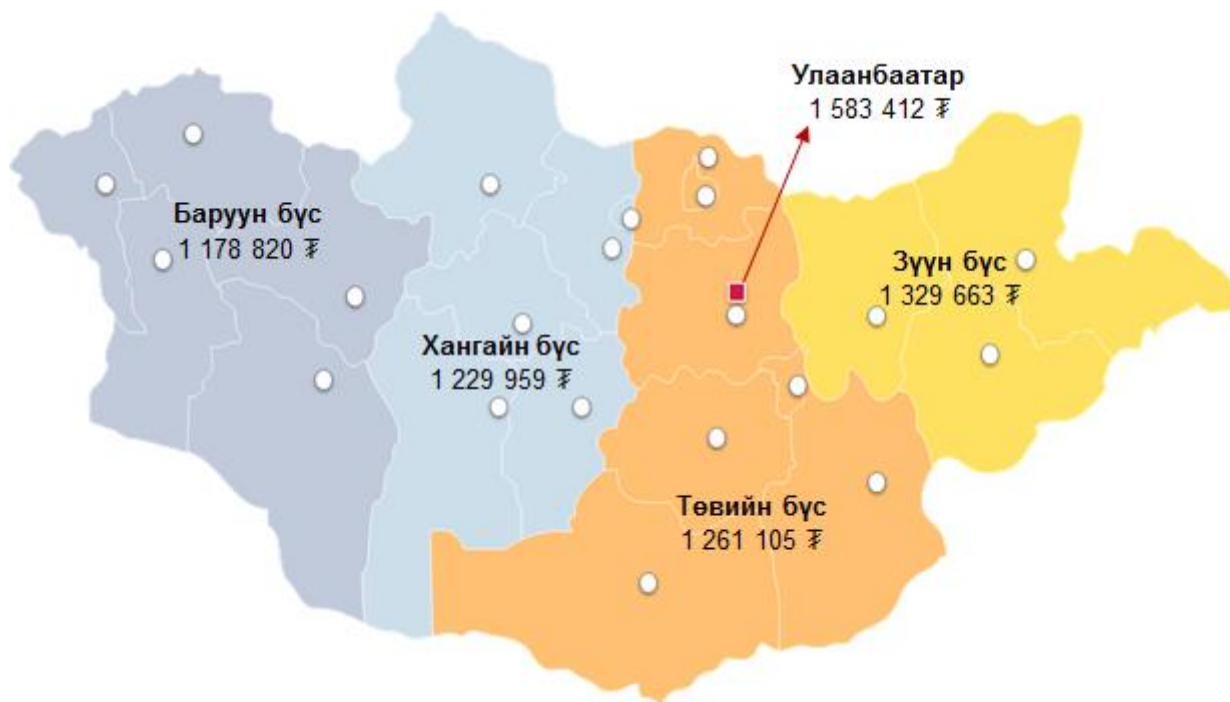 Улаанбаатар
1 583 412 ₮
Баруун бүс
1 178 820 ₮
Зүүн бүс
1 329 663 ₮
Хангайн бүс
1 229 959 ₮
Төвийн бүс
1 261 105 ₮